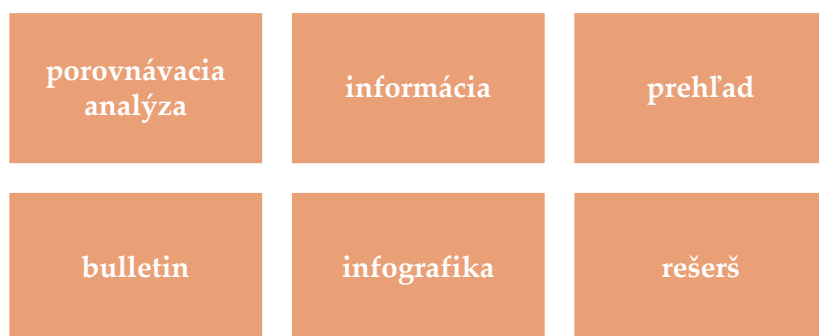 porovnávacia
analýza
informácia
prehľad
bulletin
infografika
rešerš